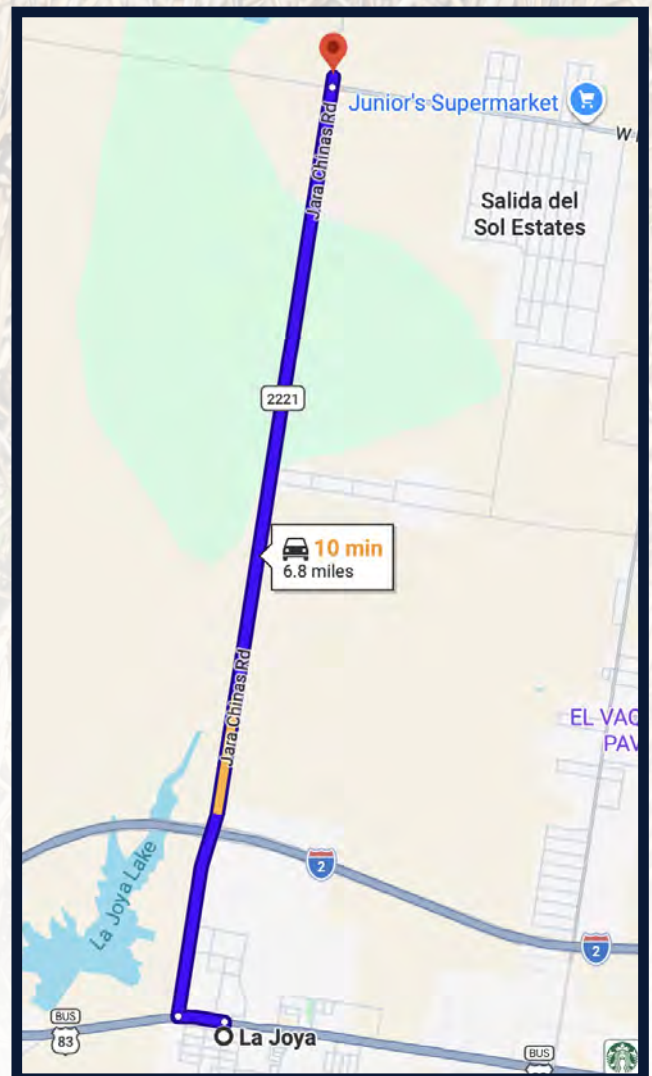 Junior's Supermarket
W
Jara Chinas Rd
Salida del
Sol Estates
2221
10 min
6.8 miles
Jara Chinas Rd
EL VAQ
PAV
2
La Joya Lake
2
BUS
83
La Joya
BUS